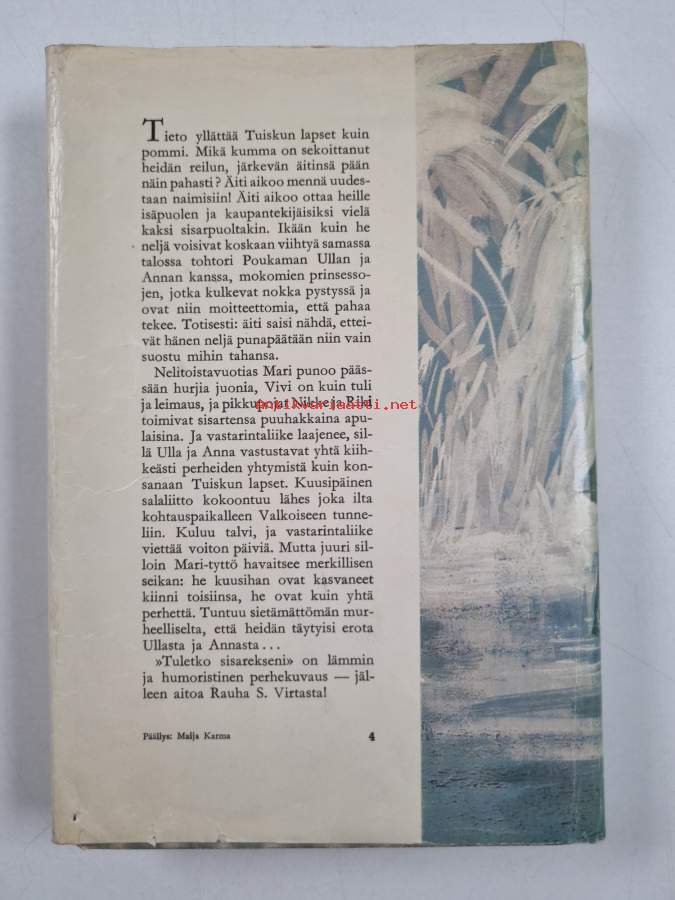 Tieto yllättää Tuiskun lapset kuin
pommi. Mikä kumma on sekoittanut
heidän reilun, järkevän äitinsä pään
näin pahasti? Äiti aikoo mennä uudes-
taan naimisiin! Äiti aikoo ottaa heille
isäpuolen ja kaupantekijäisiksi vielä
kaksi sisarpuoltakin. Ikään kuin he
neljä voisivat koskaan viihtyä samassa
talossa tohtori Poukaman Ullan ja
Annan kanssa, mokomien prinsesso-
jen, jotka kulkevat nokka pystyssä ja
ovat niin moitteettomia, että pahaa
tekee. Totisesti: äiti saisi nähdä, ettei-
vät hänen neljä punapäätään niin vain
suostu mihin tahansa.
Nelitoistavuotias Mari punoo pääs-
sään hurjia juonia, Vivi on kuin tuli
ja leimaus, ja pikkupojat Nikke ja Riki
antikvariaatti.net
toimivat sisartensa puuhakkaina apu-
laisina. Ja vastarintaliike laajenee, sil-
lä Ulla ja Anna vastustavat yhtä kiih-
keästi perheiden yhtymistä kuin kon-
sanaan Tuiskun lapset. Kuusipäinen
salaliitto kokoontuu lähes joka ilta
kohtauspaikalleen Valkoiseen tunne-
liin. Kuluu talvi, ja vastarintaliike
viettää voiton päiviä. Mutta juuri sil-
loin Mari-tyttö havaitsee merkillisen
seikan: he kuusihan ovat kasvaneet
kiinni toisiinsa, he ovat kuin yhtä
perhettä. Tuntuu sietämättömän mur-
heelliselta, että heidän täytyisi erota
Ullasta ja Annasta . . .
»Tuletko sisarekseni» on lämmin
ja humoristinen perhekuvaus — jäl-
leen aitoa Rauha S. Virtasta!
Päällys: Maija Karma 4